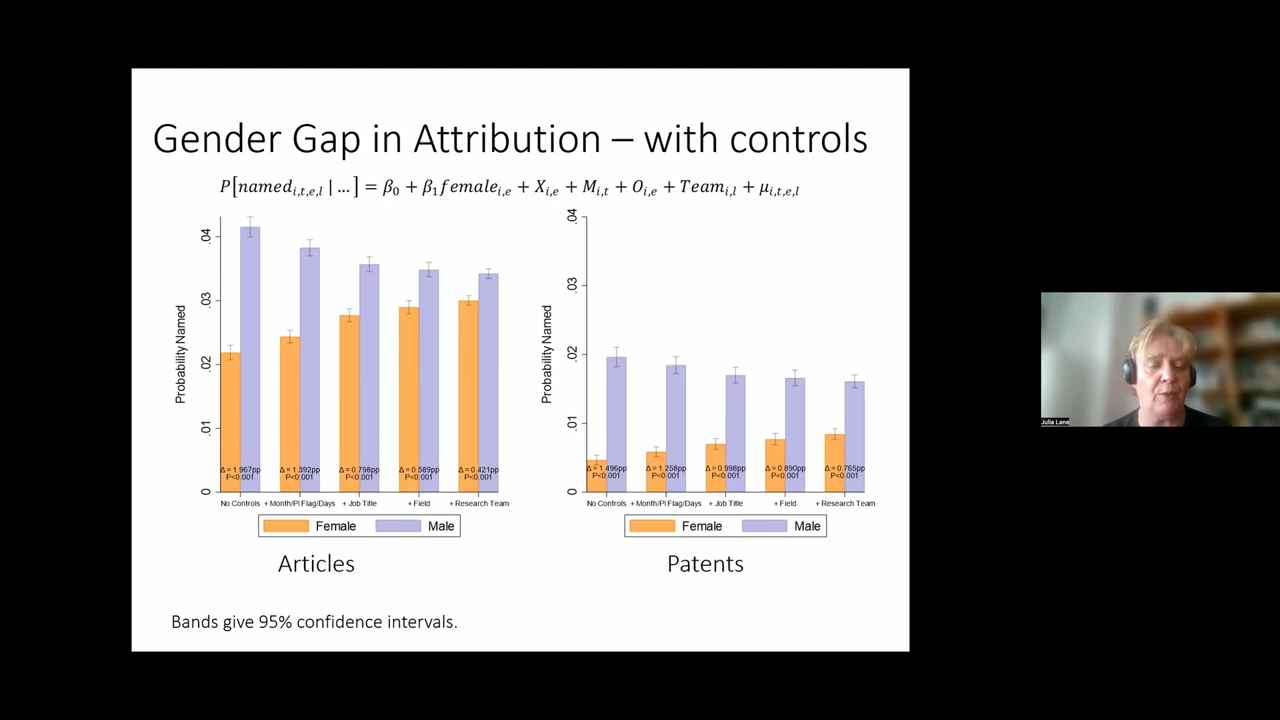 Gender Gap in Attribution – with controls
P[named_{i,t,e,l} | …] = β_0 + β_1 female_{i,e} + X_{i,e} + M_{i,t} + O_{i,e} + Team_{i,l} + μ_{i,t,e,l}
Probability Named
.04
.03
.02
.01
0
Δ = 1.967pp
P<0.001
Δ = 1.392pp
P<0.001
Δ = 0.798pp
P<0.001
Δ = 0.589pp
P<0.001
Δ = 0.421pp
P<0.001
No Controls
+ Month/PI Flag/Days
+ Job Title
+ Field
+ Research Team
Female
Male
Articles
Probability Named
.04
.03
.02
.01
0
Δ = 1.496pp
P<0.001
Δ = 1.258pp
P<0.001
Δ = 0.998pp
P<0.001
Δ = 0.890pp
P<0.001
Δ = 0.765pp
P<0.001
No Controls
+ Month/PI Flag/Days
+ Job Title
+ Field
+ Research Team
Female
Male
Patents
Bands give 95% confidence intervals.
Julia Lane